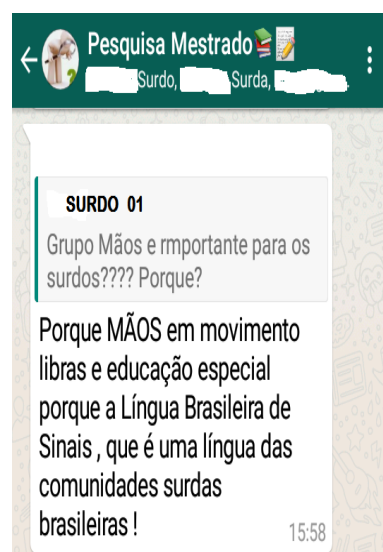 Pesquisa Mestrado
Surdo, Surda,
SURDO 01
Grupo Mãos e rmportante para os
surdos???? Porque?
Porque MÃOS em movimento
libras e educação especial
porque a Língua Brasileira de
Sinais , que é uma língua das
comunidades surdas
brasileiras !
15:58